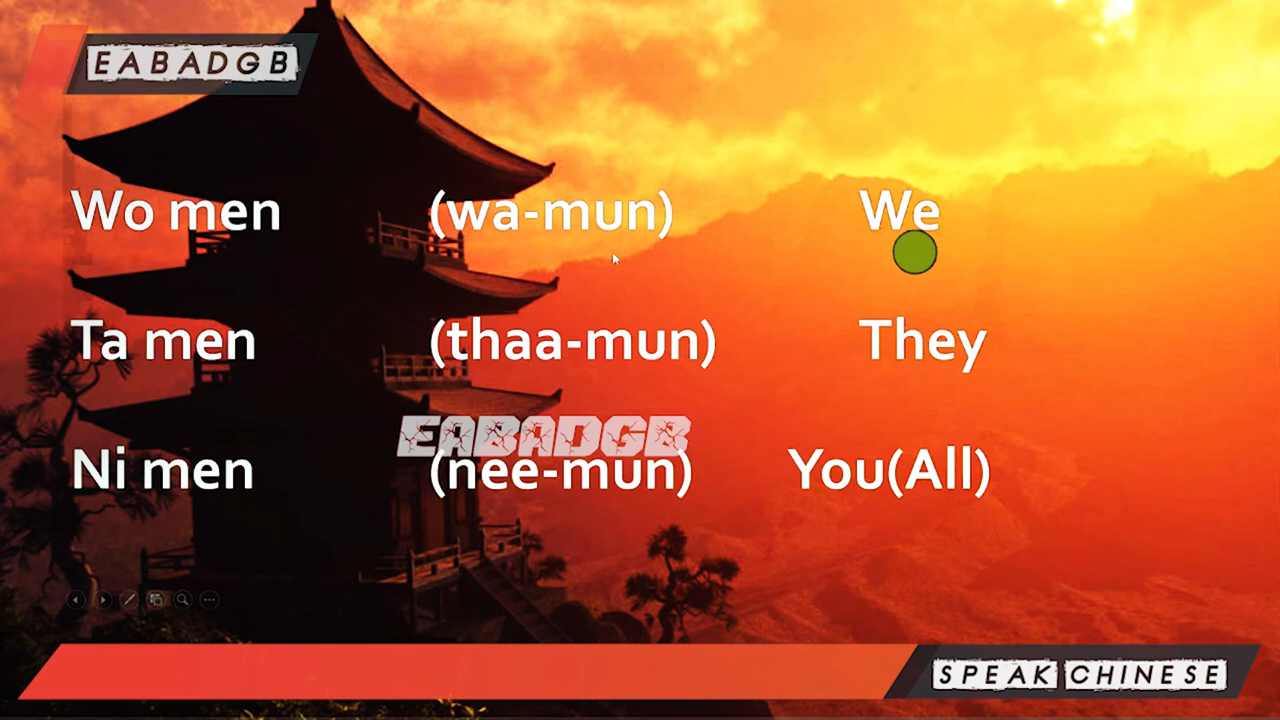 EABADGB
Wo men (wa-mun) We
Ta men (thaa-mun) They
EABADGB
Ni men (nee-mun) You(All)
SPEAK CHINESE